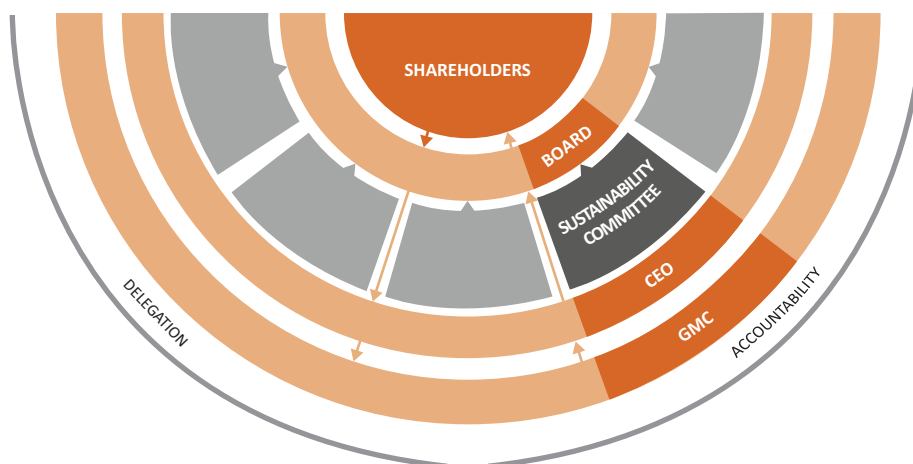 SHAREHOLDERS
BOARD
SUSTAINABILITY
COMMITTEE
CEO
GMC
DELEGATION
ACCOUNTABILITY